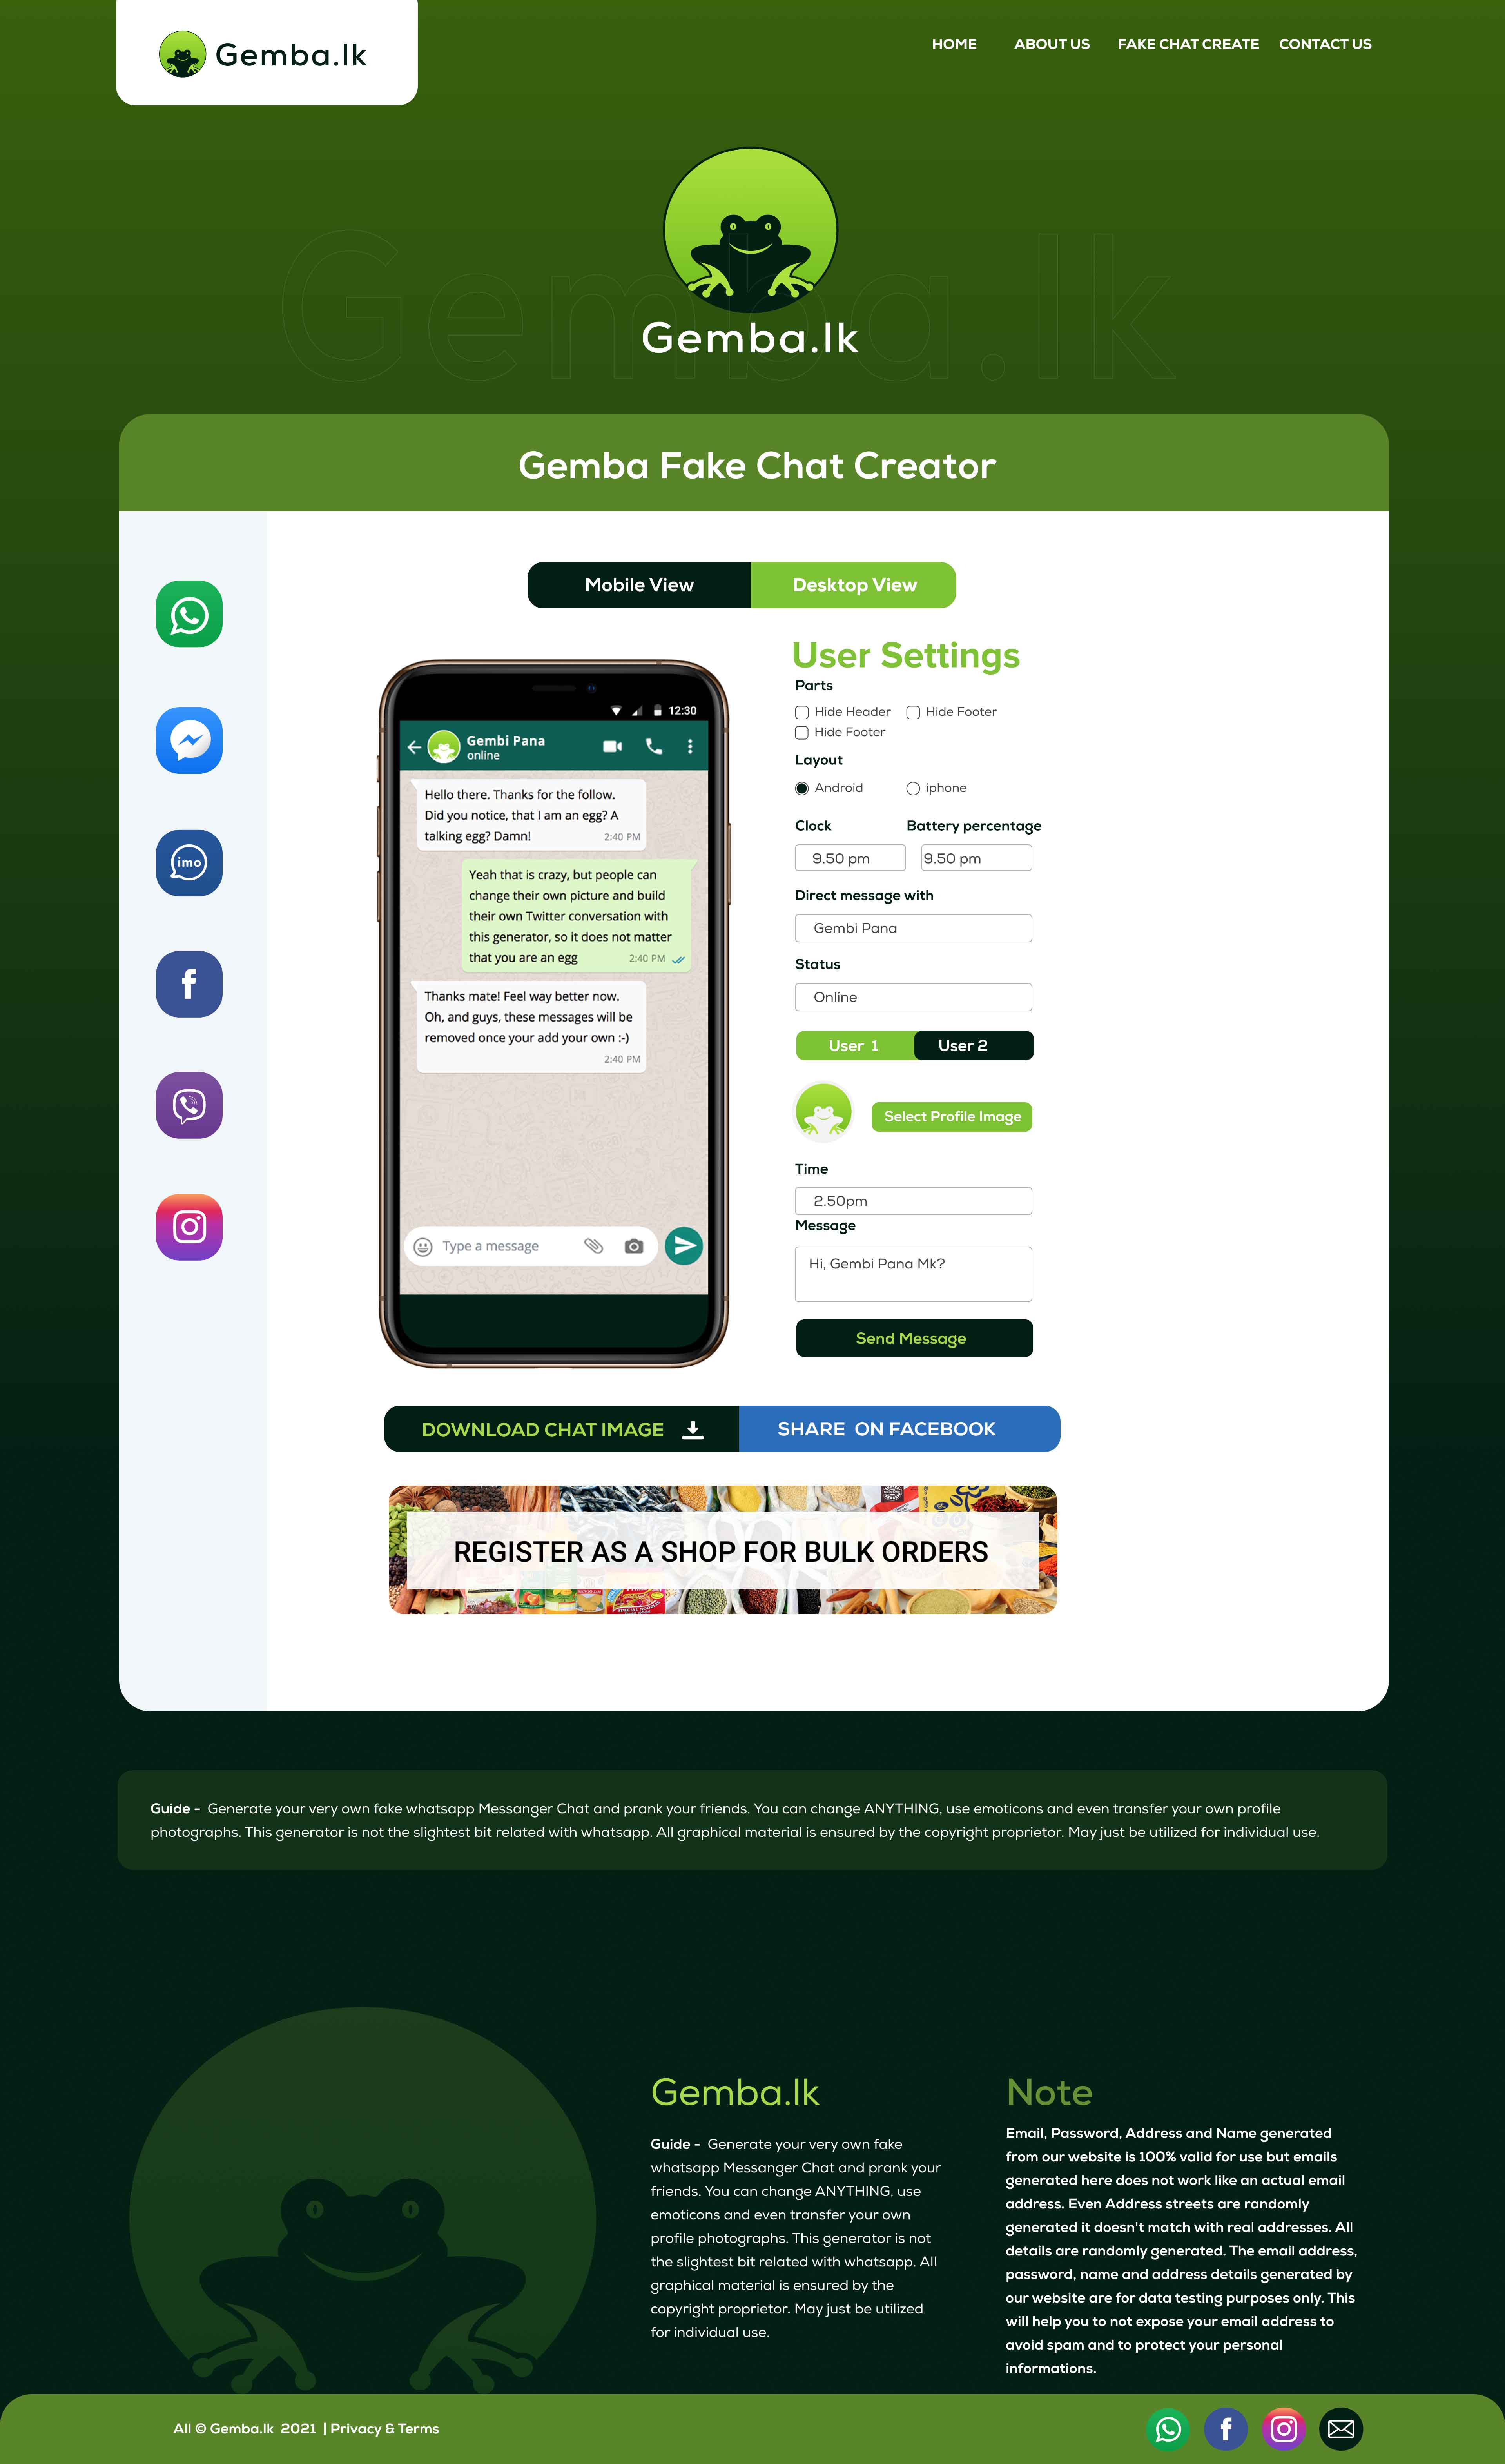 Gemba.lk
HOME ABOUT US FAKE CHAT CREATE CONTACT US
Gemba.lk
Gemba.lk
Gemba Fake Chat Creator
Mobile View Desktop View
12:30
Gembi Pana
online
Hello there. Thanks for the follow.
Did you notice, that I am an egg? A
talking egg? Damn!
2:40 PM
Yeah that is crazy, but people can
change their own picture and build
their own Twitter conversation with
this generator, so it does not matter
that you are an egg
2:40 PM
Thanks mate! Feel way better now.
Oh, and guys, these messages will be
removed once your add your own :-)
2:40 PM
Type a message
imo
User Settings
Parts
Hide Header Hide Footer
Hide Footer
Layout
Android iphone
Clock Battery percentage
9.50 pm 9.50 pm
Direct message with
Gembi Pana
Status
Online
User 1 User 2
Select Profile Image
Time
2.50pm
Message
Hi, Gembi Pana Mk?
Send Message
DOWNLOAD CHAT IMAGE SHARE ON FACEBOOK
REGISTER AS A SHOP FOR BULK ORDERS
Guide - Generate your very own fake whatsapp Messanger Chat and prank your friends. You can change ANYTHING, use emoticons and even transfer your own profile
photographs. This generator is not the slightest bit related with whatsapp. All graphical material is ensured by the copyright proprietor. May just be utilized for individual use.
Gemba.lk
Guide - Generate your very own fake
whatsapp Messanger Chat and prank your
friends. You can change ANYTHING, use
emoticons and even transfer your own
profile photographs. This generator is not
the slightest bit related with whatsapp. All
graphical material is ensured by the
copyright proprietor. May just be utilized
for individual use.
Note
Email, Password, Address and Name generated
from our website is 100% valid for use but emails
generated here does not work like an actual email
address. Even Address streets are randomly
generated it doesn't match with real addresses. All
details are randomly generated. The email address,
password, name and address details generated by
our website are for data testing purposes only. This
will help you to not expose your email address to
avoid spam and to protect your personal
informations.
All © Gemba.lk 2021 | Privacy & Terms